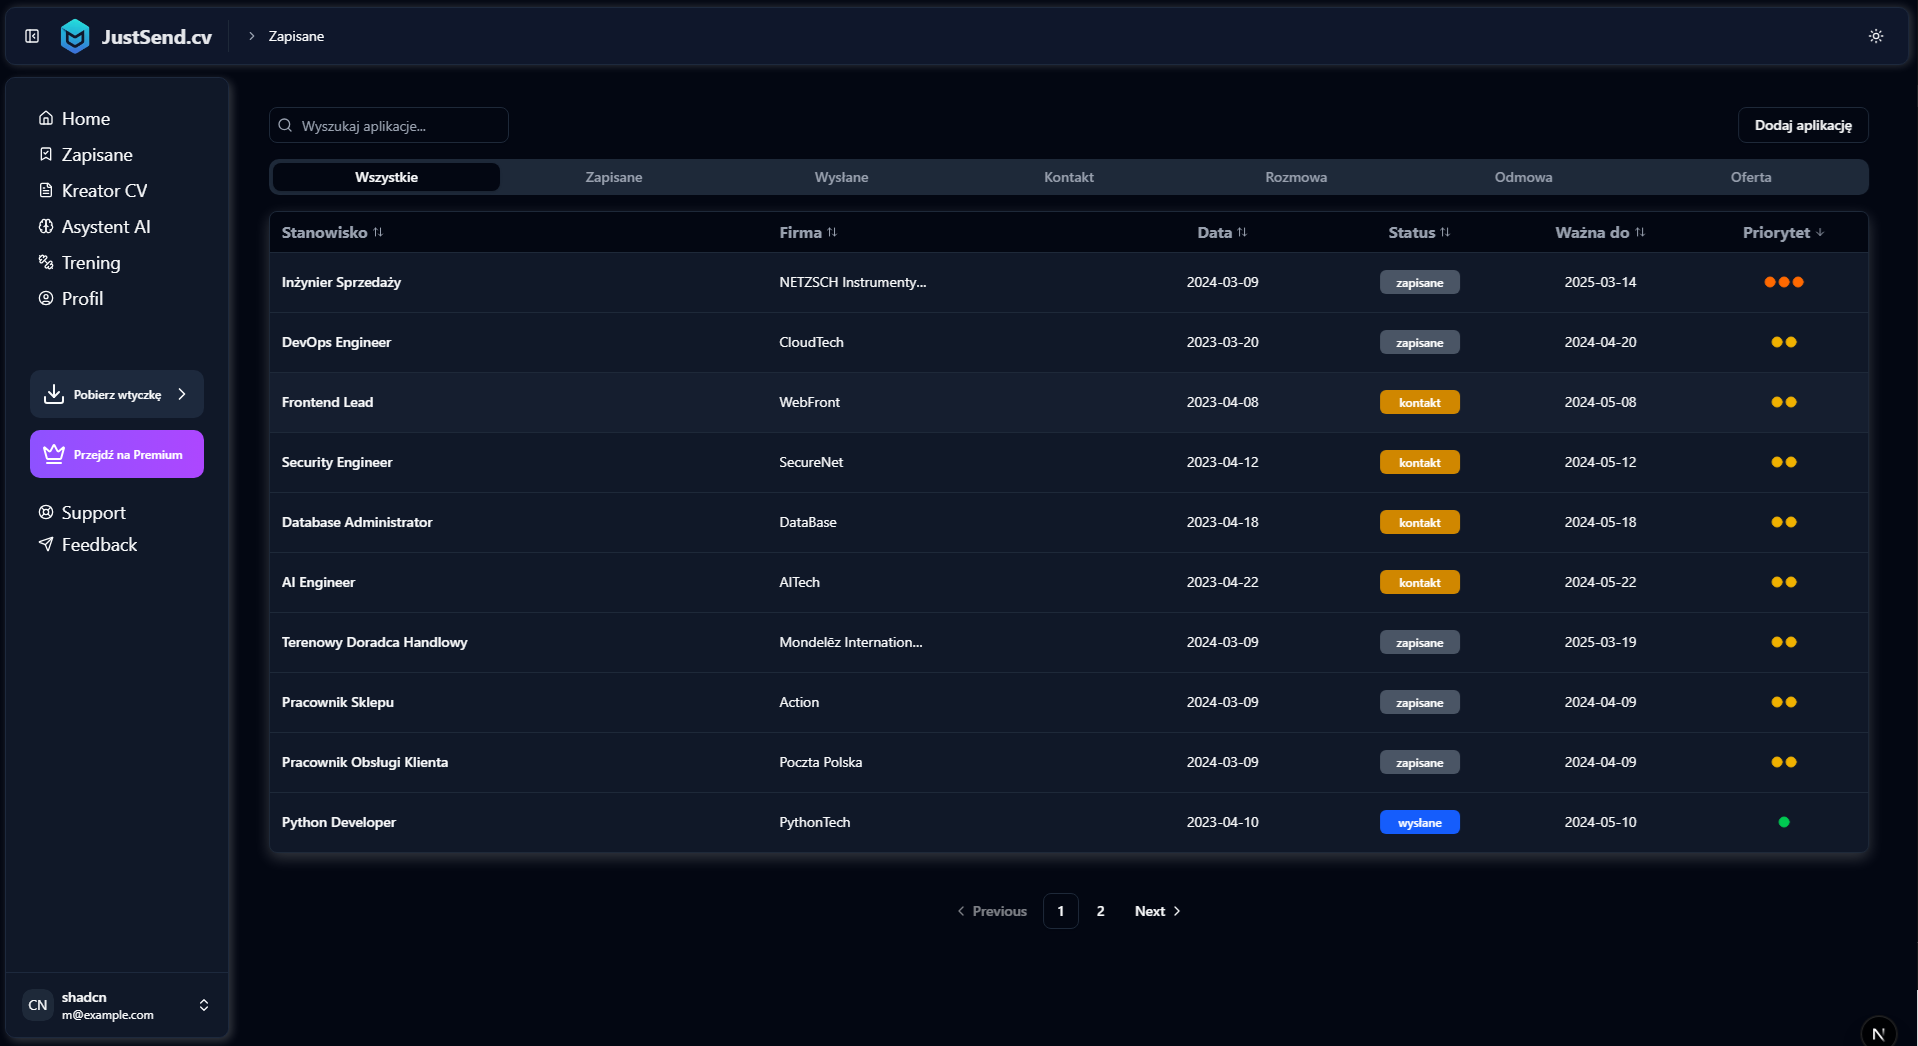 JustSend.cv
Zapisane
Home
Zapisane
Kreator CV
Asystent AI
Trening
Profil
Pobierz wtyczkę
Przejdź na Premium
Support
Feedback
CN
shadcn
m@example.com
Wyszukaj aplikacje...
Dodaj aplikację
Wszystkie Zapisane Wysłane Kontakt Rozmowa Odmowa Oferta
Stanowisko Firma Data Status Ważna do Priorytet
Inżynier Sprzedaży NETZSCH Instrumenty... 2024-03-09 zapisane 2025-03-14
DevOps Engineer CloudTech 2023-03-20 zapisane 2024-04-20
Frontend Lead WebFront 2023-04-08 kontakt 2024-05-08
Security Engineer SecureNet 2023-04-12 kontakt 2024-05-12
Database Administrator DataBase 2023-04-18 kontakt 2024-05-18
AI Engineer AITech 2023-04-22 kontakt 2024-05-22
Terenowy Doradca Handlowy Mondelēz Internation... 2024-03-09 zapisane 2025-03-19
Pracownik Sklepu Action 2024-03-09 zapisane 2024-04-09
Pracownik Obsługi Klienta Poczta Polska 2024-03-09 zapisane 2024-04-09
Python Developer PythonTech 2023-04-10 wysłane 2024-05-10
Previous 1 2 Next
N